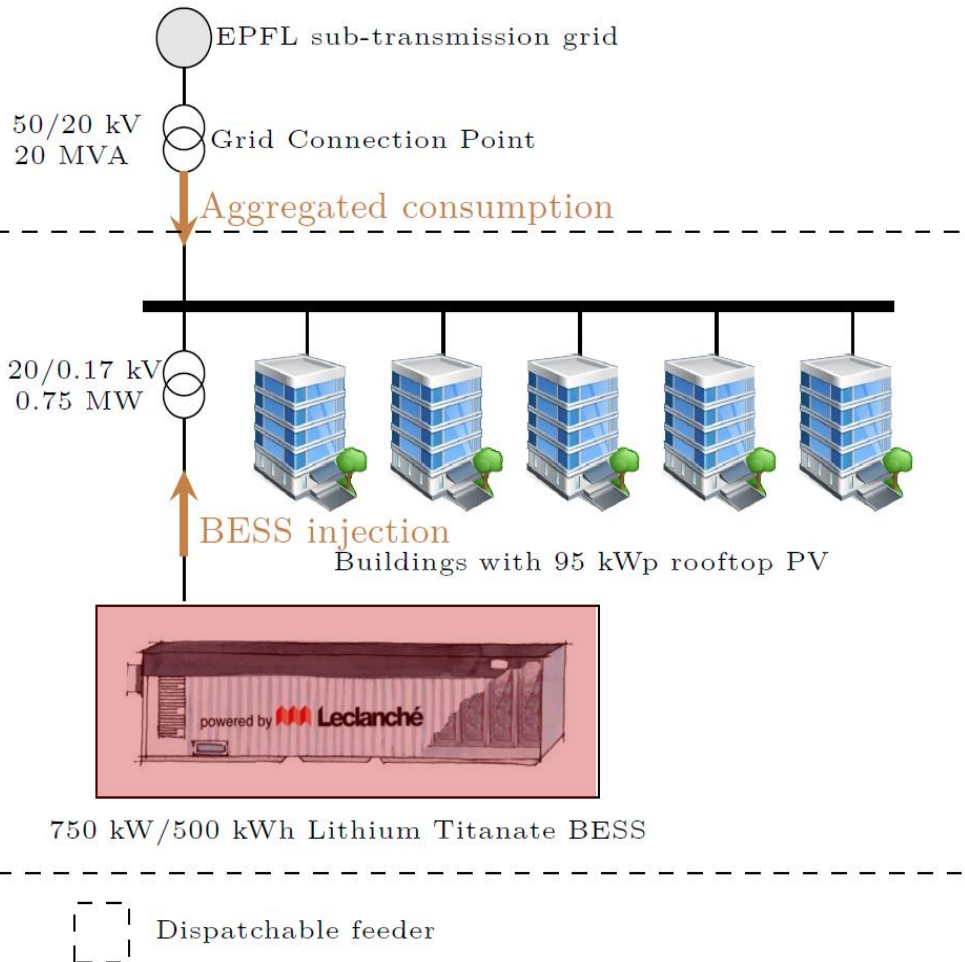 EPFL sub-transmission grid
50/20 kV
20 MVA
Grid Connection Point
Aggregated consumption
20/0.17 kV
0.75 MW
BESS injection
Buildings with 95 kWp rooftop PV
powered by Leclanché
750 kW/500 kWh Lithium Titanate BESS
Dispatchable feeder